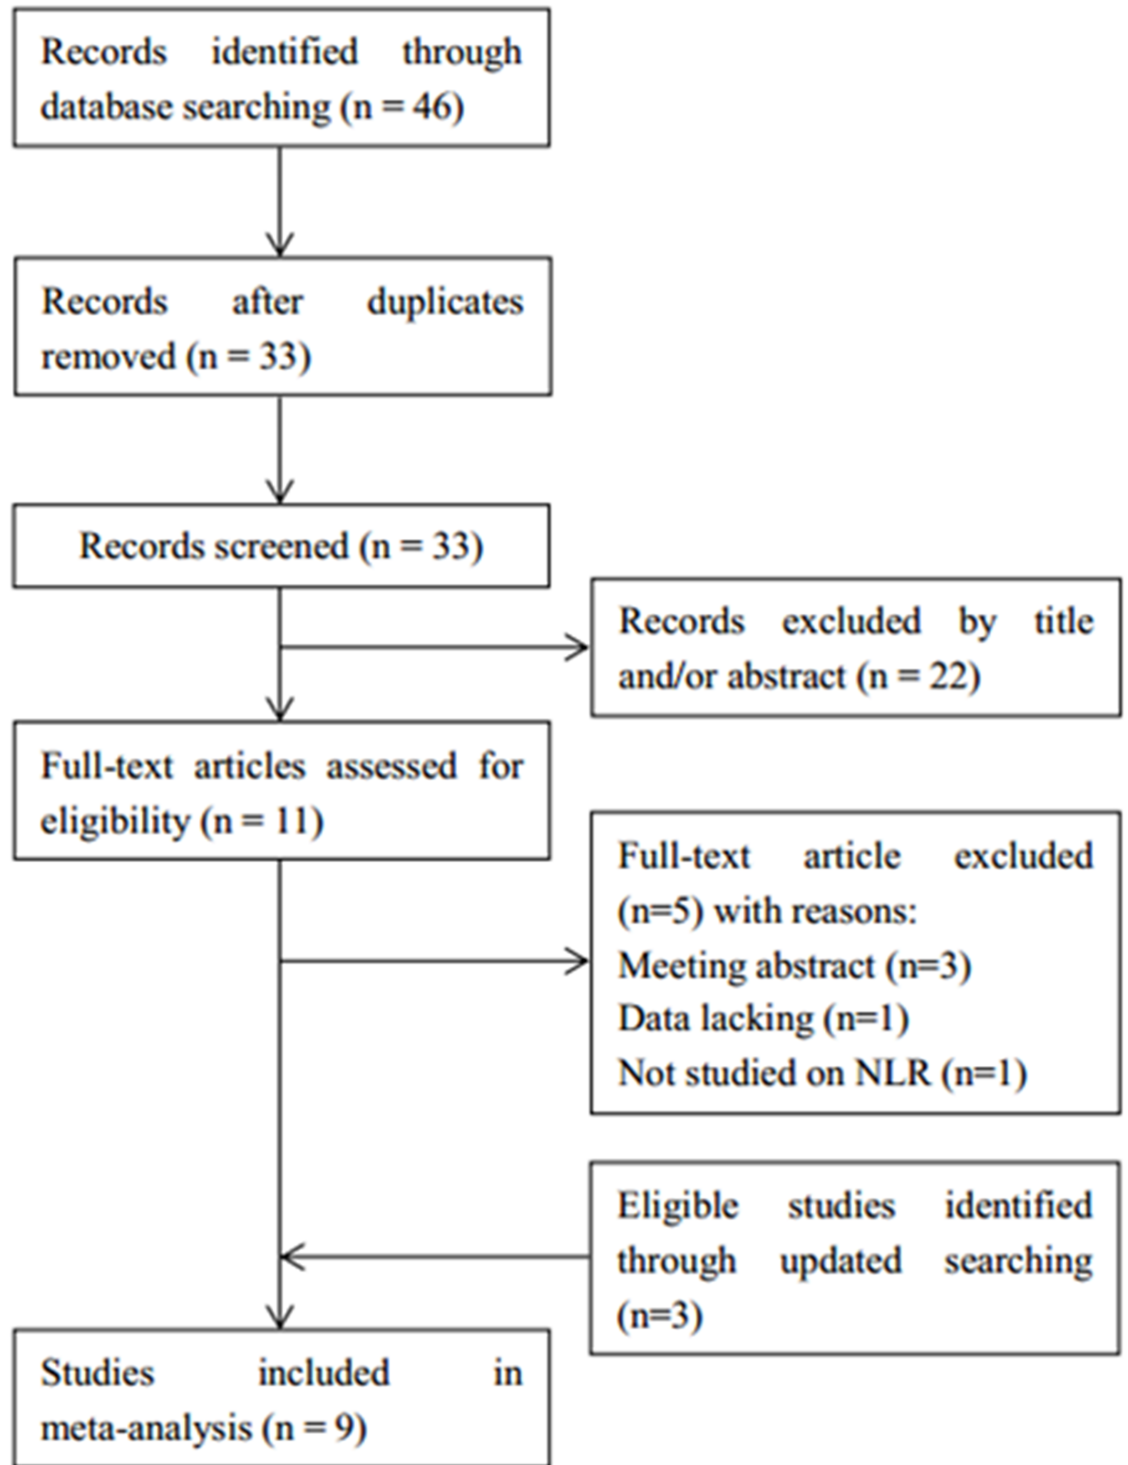 Records identified through
database searching (n = 46)
Records after duplicates
removed (n = 33)
Records screened (n = 33)
Records excluded by title
and/or abstract (n = 22)
Full-text articles assessed for
eligibility (n = 11)
Full-text article excluded
(n=5) with reasons:
Meeting abstract (n=3)
Data lacking (n=1)
Not studied on NLR (n=1)
Eligible studies identified
through updated searching
(n=3)
Studies included in
meta-analysis (n = 9)